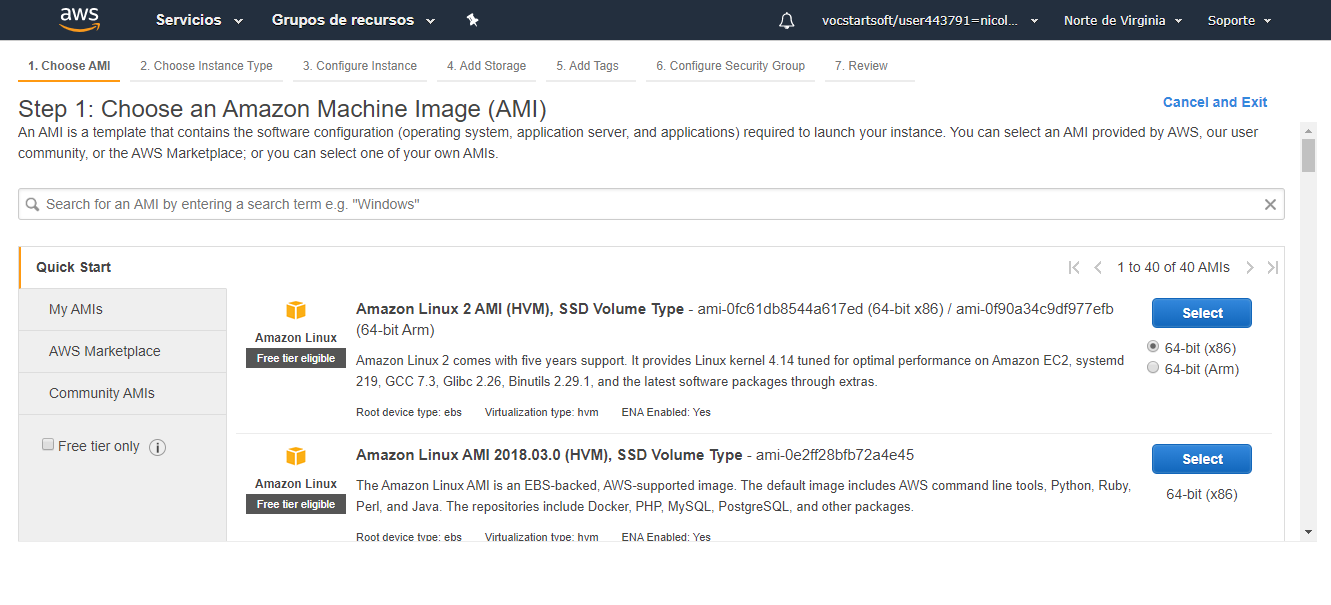 aws Servicios Grupos de recursos vocstartsoft/user443791=nicol... Norte de Virginia Soporte
1. Choose AMI 2. Choose Instance Type 3. Configure Instance 4. Add Storage 5. Add Tags 6. Configure Security Group 7. Review
Step 1: Choose an Amazon Machine Image (AMI)
Cancel and Exit
An AMI is a template that contains the software configuration (operating system, application server, and applications) required to launch your instance. You can select an AMI provided by AWS, our user
community, or the AWS Marketplace; or you can select one of your own AMIs.
Search for an AMI by entering a search term e.g. "Windows"
Quick Start
1 to 40 of 40 AMIs
My AMIs
AWS Marketplace
Community AMIs
Free tier only
Amazon Linux
Free tier eligible
Amazon Linux 2 AMI (HVM), SSD Volume Type - ami-0fc61db8544a617ed (64-bit x86) / ami-0f90a34c9df977efb
(64-bit Arm)
Amazon Linux 2 comes with five years support. It provides Linux kernel 4.14 tuned for optimal performance on Amazon EC2, systemd
219, GCC 7.3, Glibc 2.26, Binutils 2.29.1, and the latest software packages through extras.
Root device type: ebs Virtualization type: hvm ENA Enabled: Yes
Select
64-bit (x86)
64-bit (Arm)
Amazon Linux
Free tier eligible
Amazon Linux AMI 2018.03.0 (HVM), SSD Volume Type - ami-0e2ff28bfb72a4e45
The Amazon Linux AMI is an EBS-backed, AWS-supported image. The default image includes AWS command line tools, Python, Ruby,
Perl, and Java. The repositories include Docker, PHP, MySQL, PostgreSQL, and other packages.
Root device type: ebs Virtualization type: hvm ENA Enabled: Yes
Select
64-bit (x86)